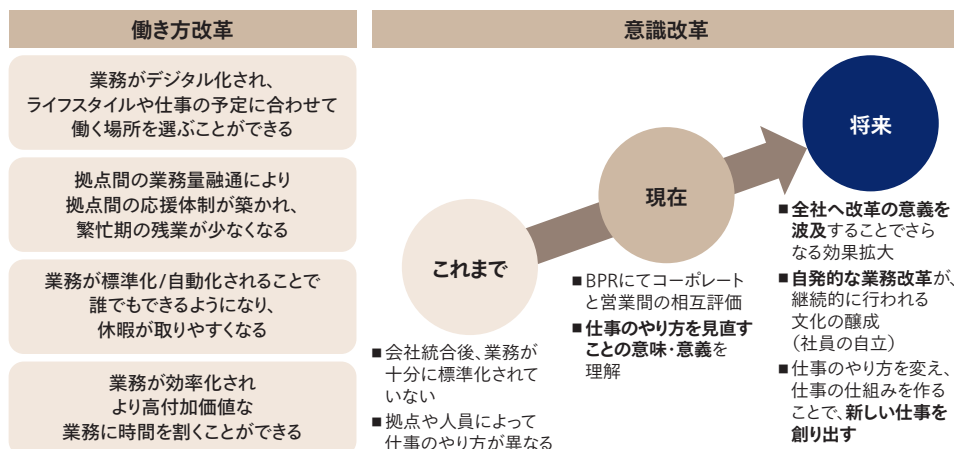 働き方改革
業務がデジタル化され、
ライフスタイルや仕事の予定に合わせて
働く場所を選ぶことができる
拠点間の業務量融通により
拠点間の応援体制が築かれ、
繁忙期の残業が少なくなる
業務が標準化/自動化されることで
誰でもできるようになり、
休暇が取りやすくなる
業務が効率化され
より高付加価値な
業務に時間を割くことができる
意識改革
これまで
■会社統合後、業務が
十分に標準化されて
いない
■拠点や人員によって
仕事のやり方が異なる
現在
■BPRにてコーポレート
と営業間の相互評価
■仕事のやり方を見直す
ことの意味・意義を
理解
将来
■全社へ改革の意義を
波及することでさら
なる効果拡大
■自発的な業務改革が、
継続的に行われる
文化の醸成
（社員の自立）
■仕事のやり方を変え、
仕事の仕組みを作る
ことで、新しい仕事を
創り出す